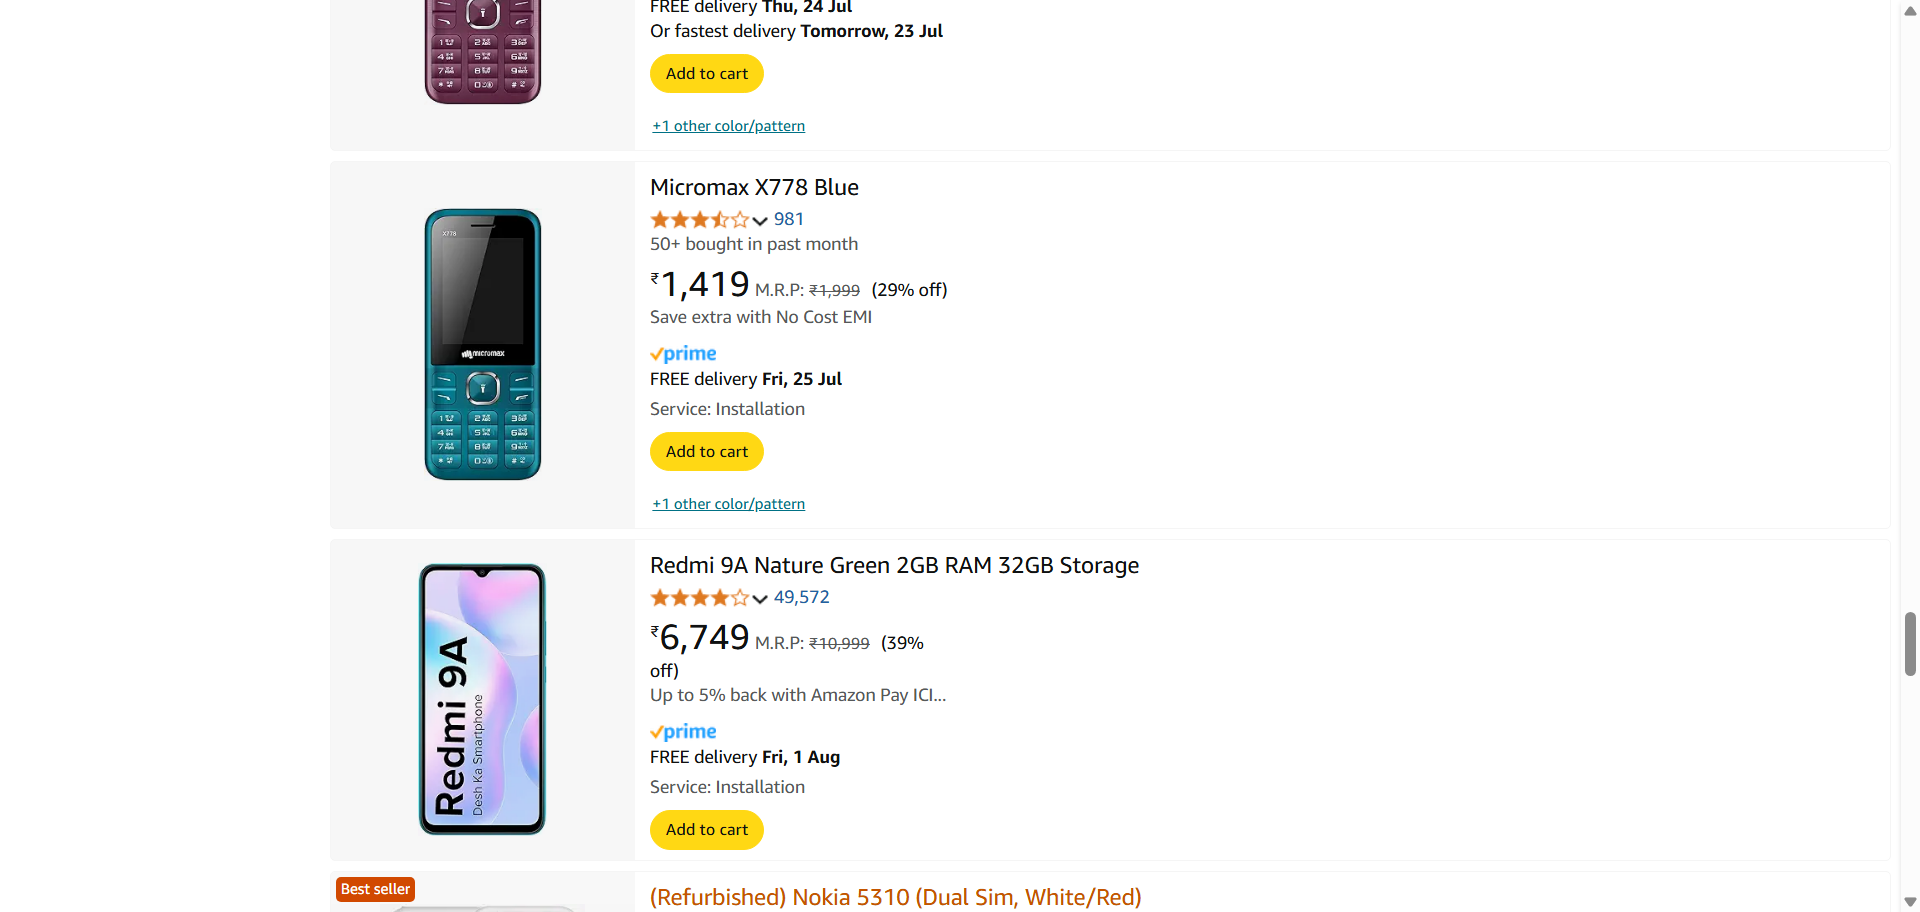 FREE delivery Thu, 24 Jul
Or fastest delivery Tomorrow, 23 Jul
Add to cart
+1 other color/pattern
Micromax X778 Blue
981
50+ bought in past month
₹1,419 M.R.P: ₹1,999 (29% off)
Save extra with No Cost EMI
prime
FREE delivery Fri, 25 Jul
Service: Installation
Add to cart
+1 other color/pattern
X778
micromax
Redmi 9A Nature Green 2GB RAM 32GB Storage
49,572
₹6,749 M.R.P: ₹10,999 (39%
off)
Up to 5% back with Amazon Pay ICI...
prime
FREE delivery Fri, 1 Aug
Service: Installation
Add to cart
Redmi 9A
Desh Ka Smartphone
Best seller
(Refurbished) Nokia 5310 (Dual Sim, White/Red)